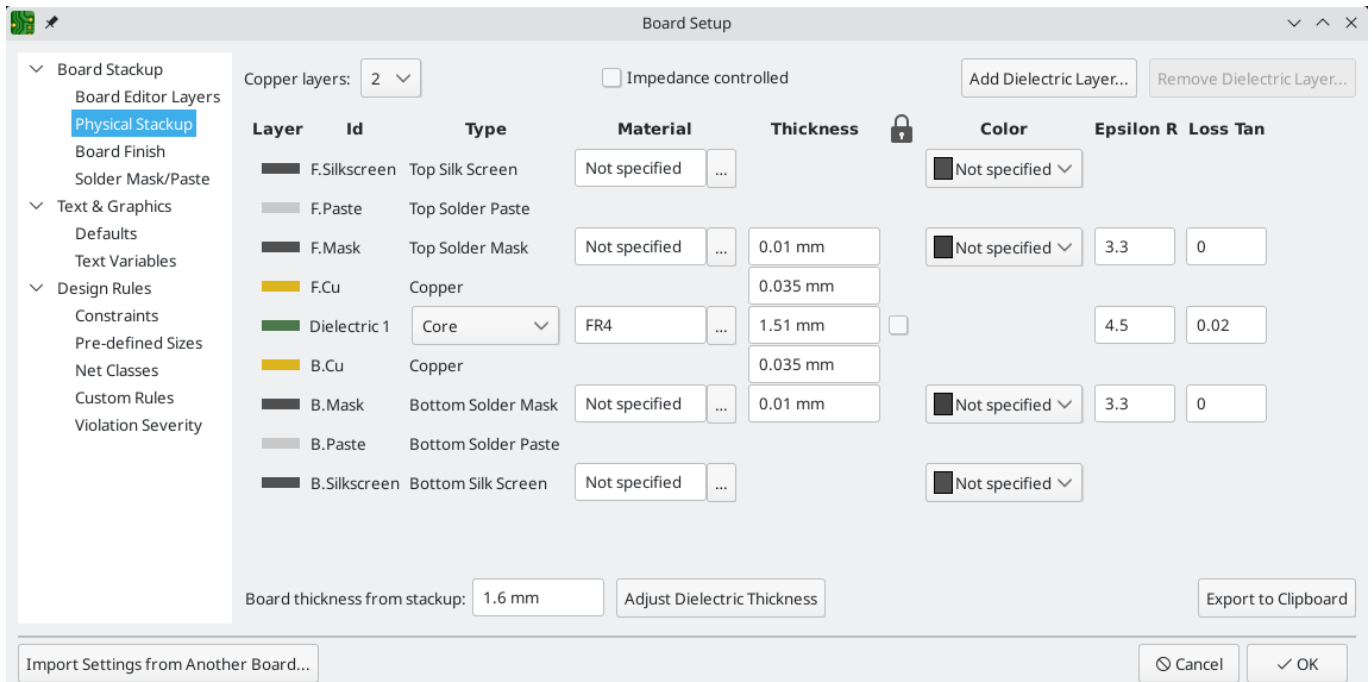 Board Setup
Board Stackup
Board Editor Layers
Physical Stackup
Board Finish
Solder Mask/Paste
Text & Graphics
Defaults
Text Variables
Design Rules
Constraints
Pre-defined Sizes
Net Classes
Custom Rules
Violation Severity
Copper layers: 2 Impedance controlled Add Dielectric Layer... Remove Dielectric Layer...
Layer Id Type Material Thickness Color Epsilon R Loss Tan
F.Silkscreen Top Silk Screen Not specified ... Not specified
F.Paste Top Solder Paste
F.Mask Top Solder Mask Not specified ... 0.01 mm Not specified 3.3 0
F.Cu Copper 0.035 mm
Dielectric 1 Core FR4 ... 1.51 mm 4.5 0.02
B.Cu Copper 0.035 mm
B.Mask Bottom Solder Mask Not specified ... 0.01 mm Not specified 3.3 0
B.Paste Bottom Solder Paste
B.Silkscreen Bottom Silk Screen Not specified ... Not specified
Board thickness from stackup: 1.6 mm Adjust Dielectric Thickness Export to Clipboard
Import Settings from Another Board... Cancel OK